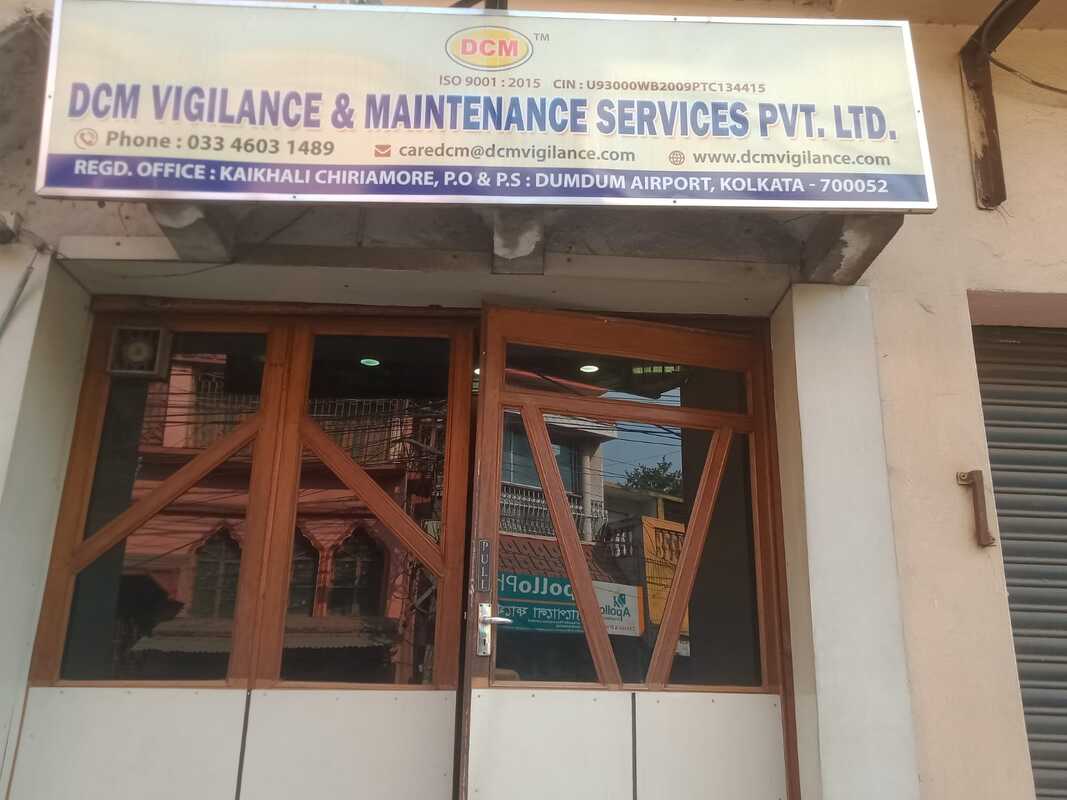 DCM TM
ISO 9001 : 2015 CIN : U93000WB2009PTC134415
DCM VIGILANCE & MAINTENANCE SERVICES PVT. LTD.
Phone : 033 4603 1489 caredcm@dcmvigilance.com www.dcmvigilance.com
REGD. OFFICE : KAIKHALI CHIRIAMORE, P.O & P.S : DUMDUM AIRPORT, KOLKATA - 700052
PULL
Apollo